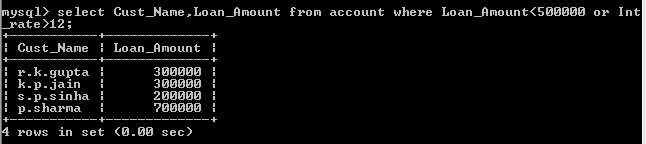 mysql> select Cust_Name,Loan_Amount from account where Loan_Amount<500000 or Int
_rate>12;
+-----------+-------------+
| Cust_Name | Loan_Amount |
+-----------+-------------+
| r.k.gupta |      300000 |
| k.p.jain  |      300000 |
| s.p.sinha |      200000 |
| p.sharma  |      700000 |
+-----------+-------------+
4 rows in set (0.00 sec)